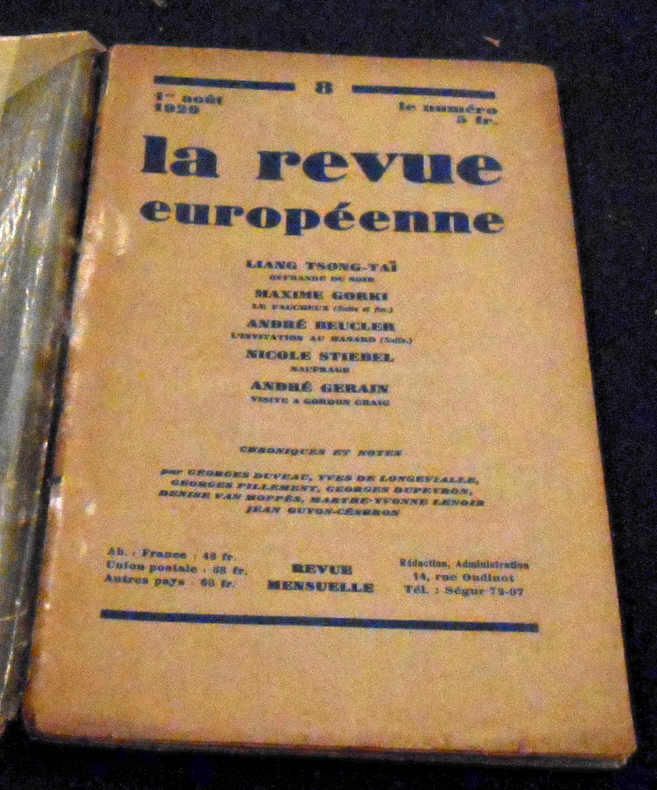 8
1er août
1929
le numéro
5 fr.
la revue
européenne
LIANG TSONG-TAÏ
OFFRANDE DU SOIR
MAXIME GORKI
LE FAUCHEUX (Suite et fin.)
ANDRÉ BEUCLER
L'INVITATION AU HASARD (Suite.)
NICOLE STIEBEL
NAUFRAGE
ANDRÉ GERAIN
VISITE A GORDON CRAIG
CHRONIQUES ET NOTES
par GEORGES DUVEAU, YVES DE LONGEVIALLE,
GEORGES PILLEMENT, GEORGES DUPEYRON,
DENISE VAN MOPPÈS, MARTHE-YVONNE LENOIR
JEAN GUYON-CESBRON
Ab. : France : 48 fr.
Union postale : 58 fr.
Autres pays : 68 fr.
REVUE
MENSUELLE
Rédaction, Administration
14, rue Oudinot
Tél. : Ségur 72-07